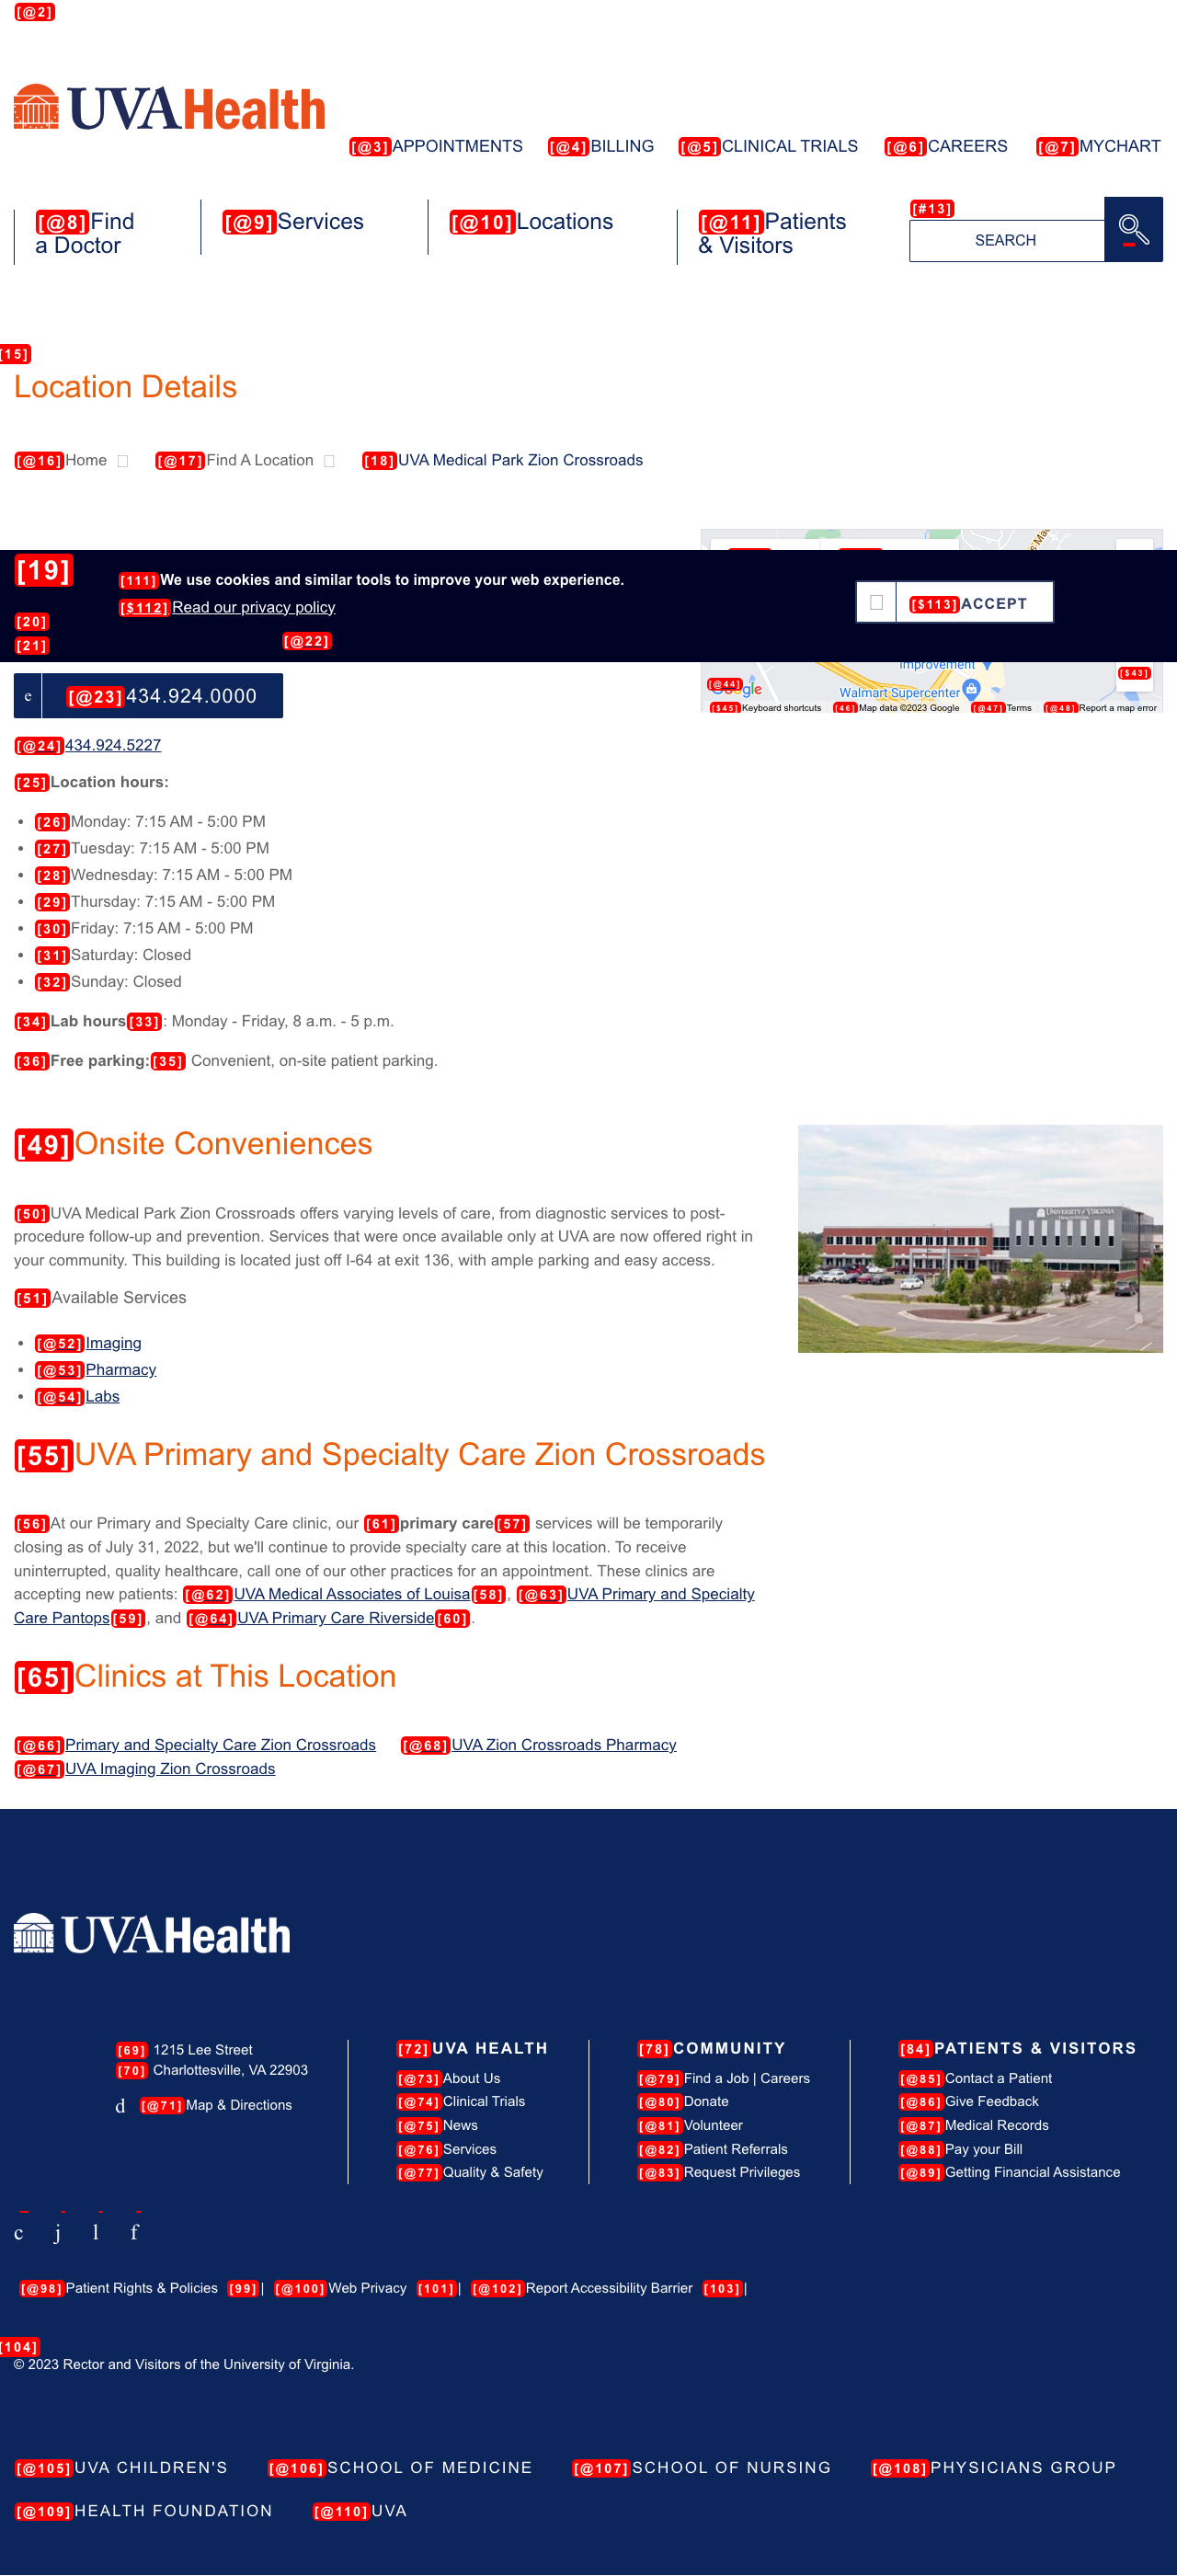 [@2]
UVAHealth
[@3]APPOINTMENTS [@4]BILLING [@5]CLINICAL TRIALS [@6]CAREERS [@7]MYCHART
[@8]Find a Doctor
[@9]Services
[@10]Locations
[@11]Patients & Visitors
[#13]
SEARCH
[15]
Location Details
[@16]Home [@17]Find A Location [18]UVA Medical Park Zion Crossroads
[19]
[20]
[21]
[111]We use cookies and similar tools to improve your web experience.
[$112]Read our privacy policy
[@22]
[$113]ACCEPT
e [@23]434.924.0000
Improvement
[$43]
[@44]
Google
Walmart Supercenter
[$45]Keyboard shortcuts [46]Map data ©2023 Google [@47]Terms [@48]Report a map error
[@24]434.924.5227
[25]Location hours:
• [26]Monday: 7:15 AM - 5:00 PM
• [27]Tuesday: 7:15 AM - 5:00 PM
• [28]Wednesday: 7:15 AM - 5:00 PM
• [29]Thursday: 7:15 AM - 5:00 PM
• [30]Friday: 7:15 AM - 5:00 PM
• [31]Saturday: Closed
• [32]Sunday: Closed
[34]Lab hours[33]: Monday - Friday, 8 a.m. - 5 p.m.
[36]Free parking:[35] Convenient, on-site patient parking.
[49]Onsite Conveniences
[50]UVA Medical Park Zion Crossroads offers varying levels of care, from diagnostic services to post-
procedure follow-up and prevention. Services that were once available only at UVA are now offered right in
your community. This building is located just off I-64 at exit 136, with ample parking and easy access.
UNIVERSITY of VIRGINIA
[51]Available Services
• [@52]Imaging
• [@53]Pharmacy
• [@54]Labs
[55]UVA Primary and Specialty Care Zion Crossroads
[56]At our Primary and Specialty Care clinic, our [61]primary care[57] services will be temporarily
closing as of July 31, 2022, but we'll continue to provide specialty care at this location. To receive
uninterrupted, quality healthcare, call one of our other practices for an appointment. These clinics are
accepting new patients: [@62]UVA Medical Associates of Louisa[58], [@63]UVA Primary and Specialty
Care Pantops[59], and [@64]UVA Primary Care Riverside[60].
[65]Clinics at This Location
[@66]Primary and Specialty Care Zion Crossroads [@68]UVA Zion Crossroads Pharmacy
[@67]UVA Imaging Zion Crossroads
UVAHealth
[69] 1215 Lee Street
[70] Charlottesville, VA 22903
d [@71]Map & Directions
[72]UVA HEALTH
[@73]About Us
[@74]Clinical Trials
[@75]News
[@76]Services
[@77]Quality & Safety
[78]COMMUNITY
[@79]Find a Job | Careers
[@80]Donate
[@81]Volunteer
[@82]Patient Referrals
[@83]Request Privileges
[84]PATIENTS & VISITORS
[@85]Contact a Patient
[@86]Give Feedback
[@87]Medical Records
[@88]Pay your Bill
[@89]Getting Financial Assistance
c j l f
[@98]Patient Rights & Policies [99]| [@100]Web Privacy [101]| [@102]Report Accessibility Barrier [103]|
[104]
© 2023 Rector and Visitors of the University of Virginia.
[@105]UVA CHILDREN'S [@106]SCHOOL OF MEDICINE [@107]SCHOOL OF NURSING [@108]PHYSICIANS GROUP
[@109]HEALTH FOUNDATION [@110]UVA